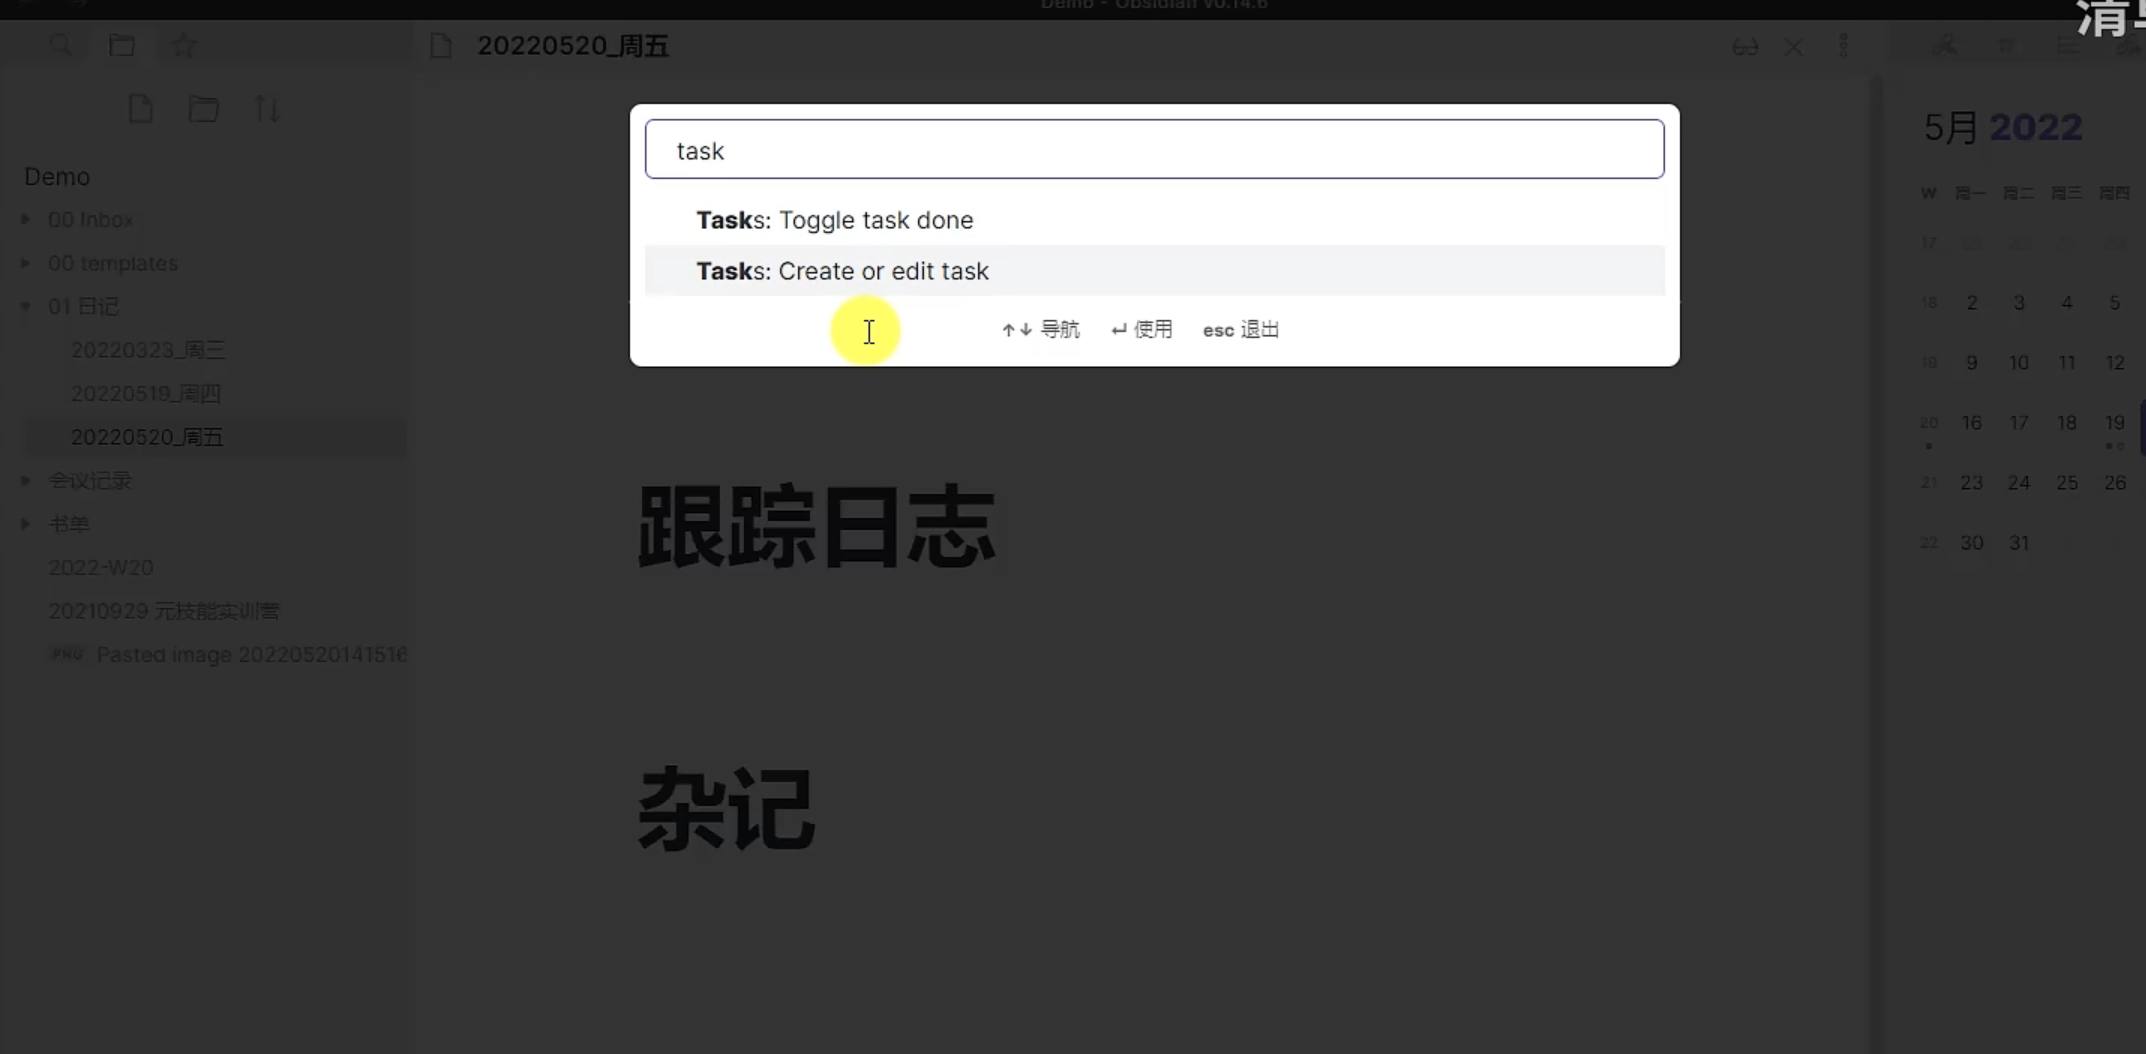 Demo - Obsidian v0.14.6
清
20220520_周五
task
Tasks: Toggle task done
Tasks: Create or edit task
↑↓ 导航 ↵ 使用 esc 退出
Demo
00 Inbox
00 templates
01 日记
20220323_周三
20220519_周四
20220520_周五
会议记录
书单
2022-W20
20210929 元技能实训营
PNG Pasted image 20220520141516
跟踪日志
杂记
5月 2022
W 周一 周二 周三 周四
17
18 2 3 4 5
19 9 10 11 12
20 16 17 18 19
21 23 24 25 26
22 30 31